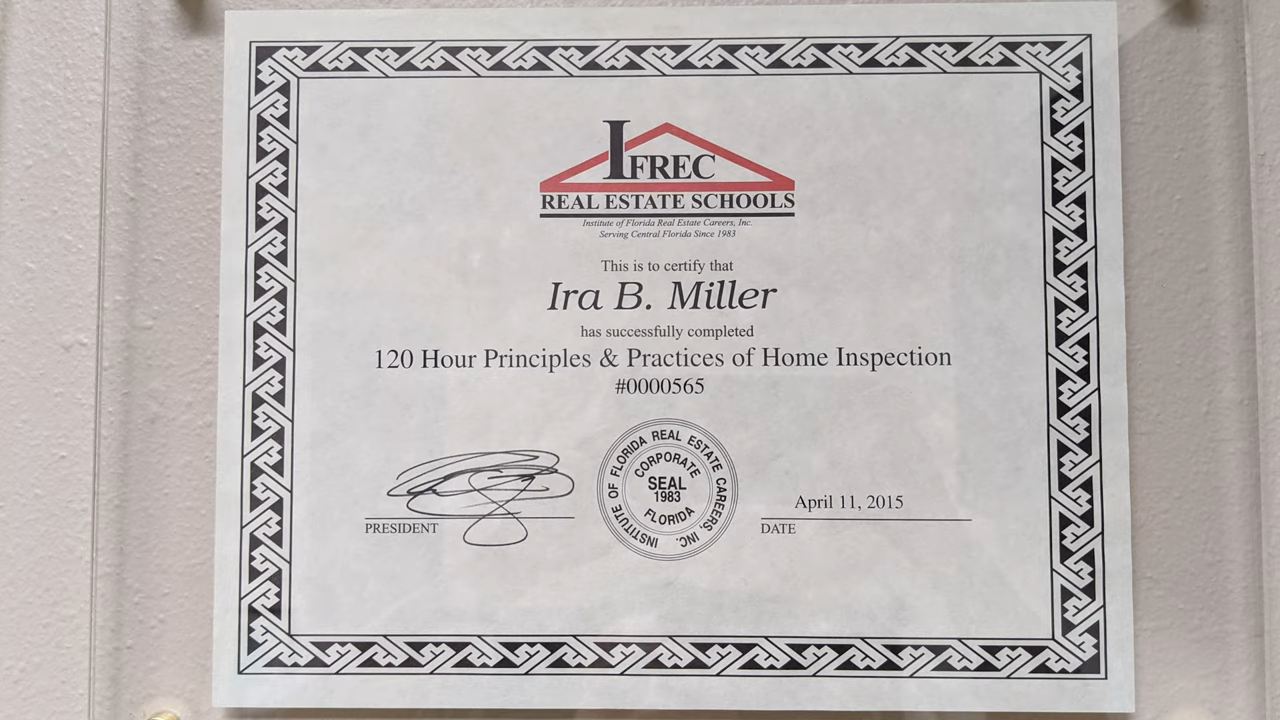 IFREC
REAL ESTATE SCHOOLS
Institute of Florida Real Estate Careers, Inc.
Serving Central Florida Since 1983
This is to certify that
Ira B. Miller
has successfully completed
120 Hour Principles & Practices of Home Inspection
#0000565
INSTITUTE OF FLORIDA REAL ESTATE CAREERS, INC.
CORPORATE
SEAL
1983
FLORIDA
April 11, 2015
PRESIDENT
DATE